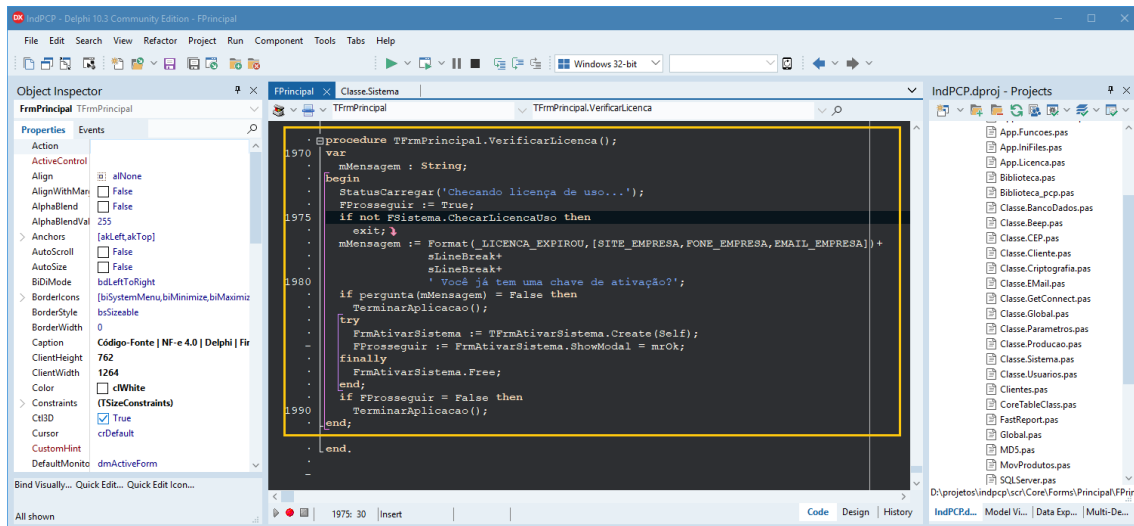 IndPCP - Delphi 10.3 Community Edition - FPrincipal
File Edit Search View Refactor Project Run Component Tools Tabs Help
Windows 32-bit
Object Inspector
FrmPrincipal TFrmPrincipal
Properties Events
Action
ActiveControl
Align alNone
AlignWithMar False
AlphaBlend False
AlphaBlendVal 255
Anchors [akLeft,akTop]
AutoScroll False
AutoSize False
BiDiMode bdLeftToRight
BorderIcons [biSystemMenu,biMinimize,biMaximiz
BorderStyle bsSizeable
BorderWidth 0
Caption Código-Fonte | NF-e 4.0 | Delphi | Fir
ClientHeight 762
ClientWidth 1264
Color clWhite
Constraints (TSizeConstraints)
Ctl3D True
Cursor crDefault
CustomHint
DefaultMonito dmActiveForm
Bind Visually... Quick Edit... Quick Edit Icon...
All shown
FPrincipal Classe.Sistema
TFrmPrincipal TFrmPrincipal.VerificarLicenca
procedure TFrmPrincipal.VerificarLicenca();
1970 var
mMensagem : String;
begin
StatusCarregar('Checando licença de uso...');
FProsseguir := True;
1975 if not FSistema.ChecarLicencaUso then
exit;
mMensagem := Format(_LICENCA_EXPIROU,[SITE_EMPRESA,FONE_EMPRESA,EMAIL_EMPRESA])+
sLineBreak+
sLineBreak+
1980 ' Você já tem uma chave de ativação?';
if pergunta(mMensagem) = False then
TerminarAplicacao();
try
FrmAtivarSistema := TFrmAtivarSistema.Create(Self);
FProsseguir := FrmAtivarSistema.ShowModal = mrOk;
finally
FrmAtivarSistema.Free;
end;
if FProsseguir = False then
1990 TerminarAplicacao();
end;
end.
1975: 30 Insert
Code Design History
IndPCP.dproj - Projects
App.Funcoes.pas
App.IniFiles.pas
App.Licenca.pas
Biblioteca.pas
Biblioteca_pcp.pas
Classe.BancoDados.pas
Classe.Beep.pas
Classe.CEP.pas
Classe.Cliente.pas
Classe.Criptografia.pas
Classe.EMail.pas
Classe.GetConnect.pas
Classe.Global.pas
Classe.Parametros.pas
Classe.Producao.pas
Classe.Sistema.pas
Classe.Usuarios.pas
Clientes.pas
CoreTableClass.pas
FastReport.pas
Global.pas
MD5.pas
MovProdutos.pas
SQLServer.pas
D:\projetos\indpcp\scr\Core\Forms\Principal\FPrir
IndPCP.d... Model Vi... Data Exp... Multi-De...